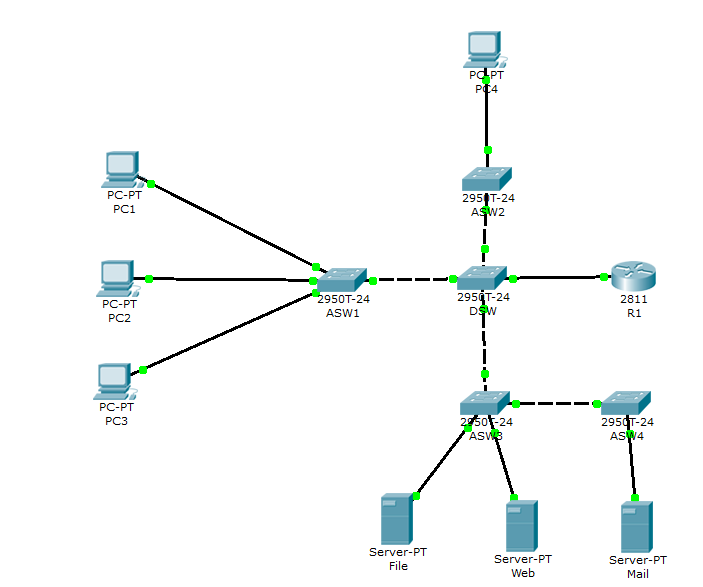 PC-PT
PC4
PC-PT
PC1
2950T-24
ASW2
PC-PT
PC2
2950T-24
ASW1
2950T-24
DSW
2811
R1
PC-PT
PC3
2950T-24
ASW3
2950T-24
ASW4
Server-PT
File
Server-PT
Web
Server-PT
Mail